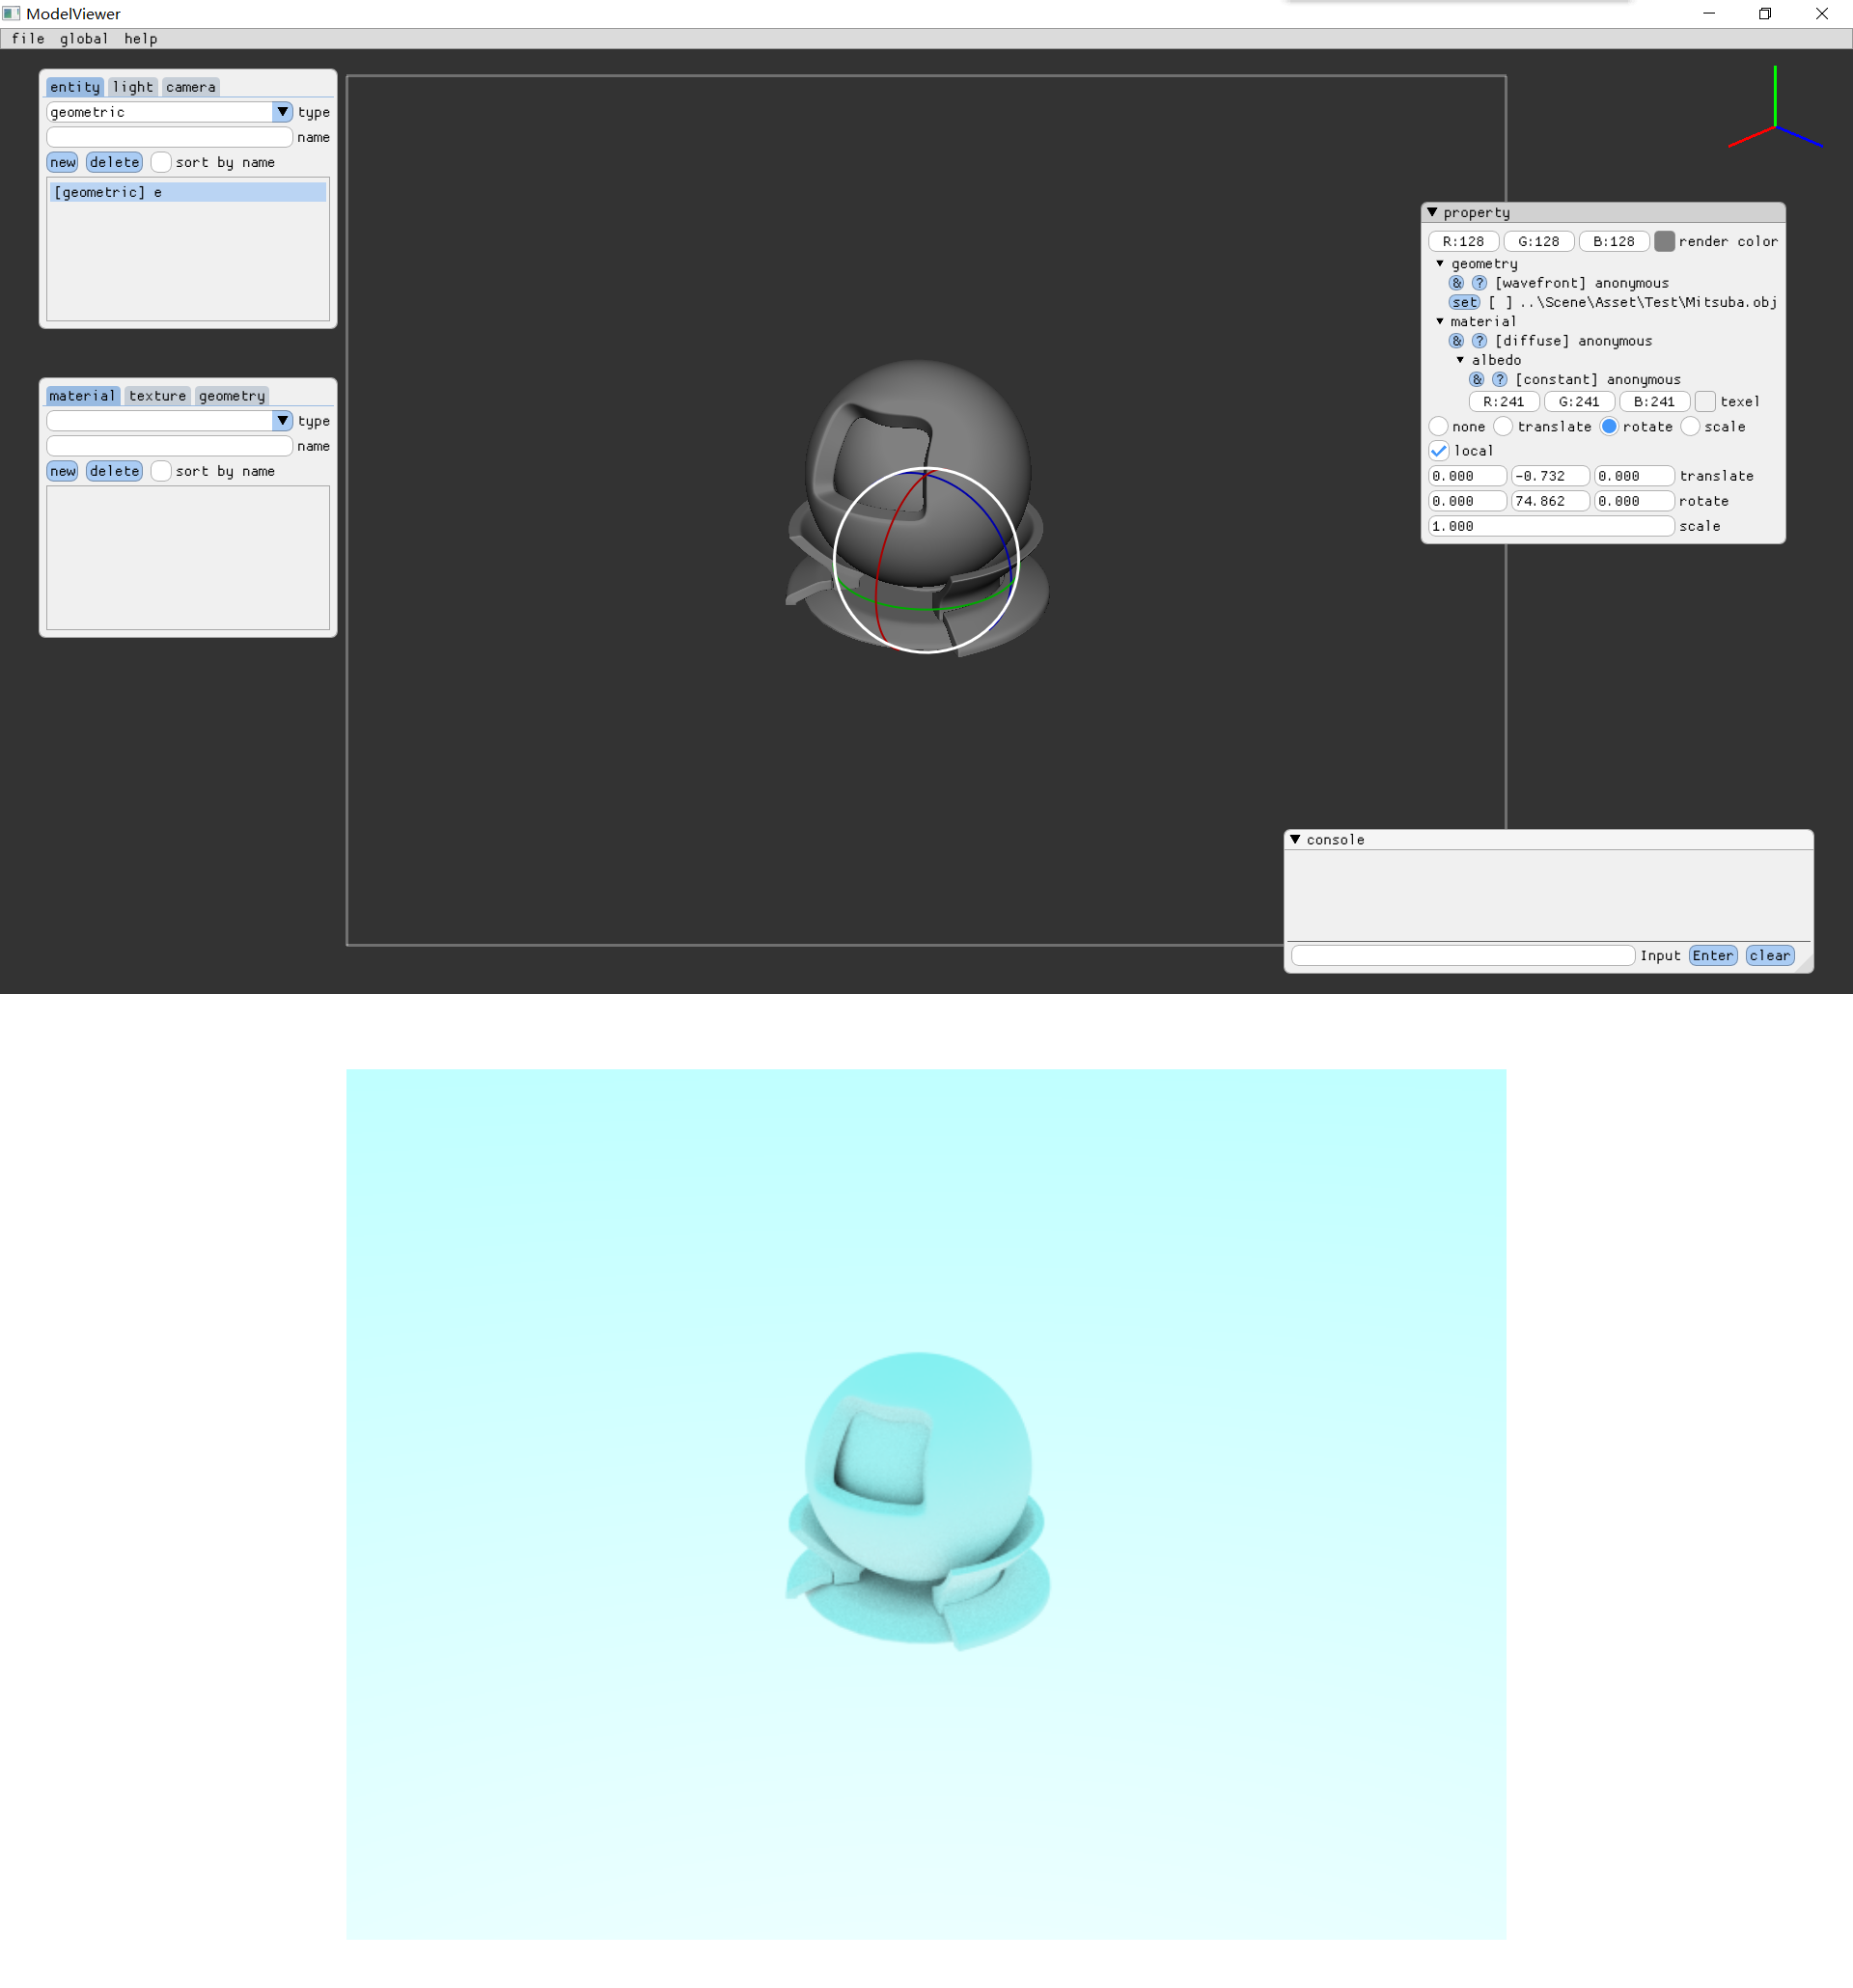 ModelViewer
file global help
entity light camera
geometric type
name
new delete sort by name
[geometric] e
material texture geometry
type
name
new delete sort by name
property
R:128 G:128 B:128 render color
geometry
& ? [wavefront] anonymous
set [ ] ..\Scene\Asset\Test\Mitsuba.obj
material
& ? [diffuse] anonymous
albedo
& ? [constant] anonymous
R:241 G:241 B:241 texel
none translate rotate scale
local
0.000 -0.732 0.000 translate
0.000 74.862 0.000 rotate
1.000 scale
console
Input Enter clear